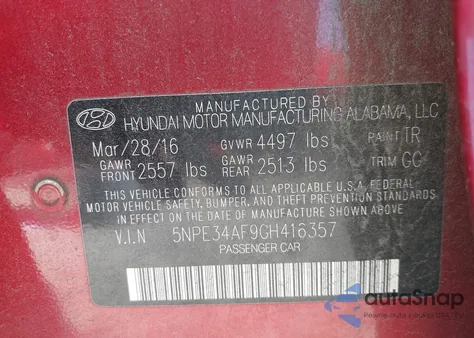 MANUFACTURED BY
HYUNDAI MOTOR MANUFACTURING ALABAMA, LLC
Mar/28/16 GVWR 4497 lbs PAINT TR
GAWR FRONT 2557 lbs GAWR REAR 2513 lbs TRIM GG
THIS VEHICLE CONFORMS TO ALL APPLICABLE U.S. FEDERAL
MOTOR VEHICLE SAFETY, BUMPER, AND THEFT PREVENTION STANDARDS
IN EFFECT ON THE DATE OF MANUFACTURE SHOWN ABOVE.
V.I.N 5NPE34AF9GH416357
PASSENGER CAR
autoSnap